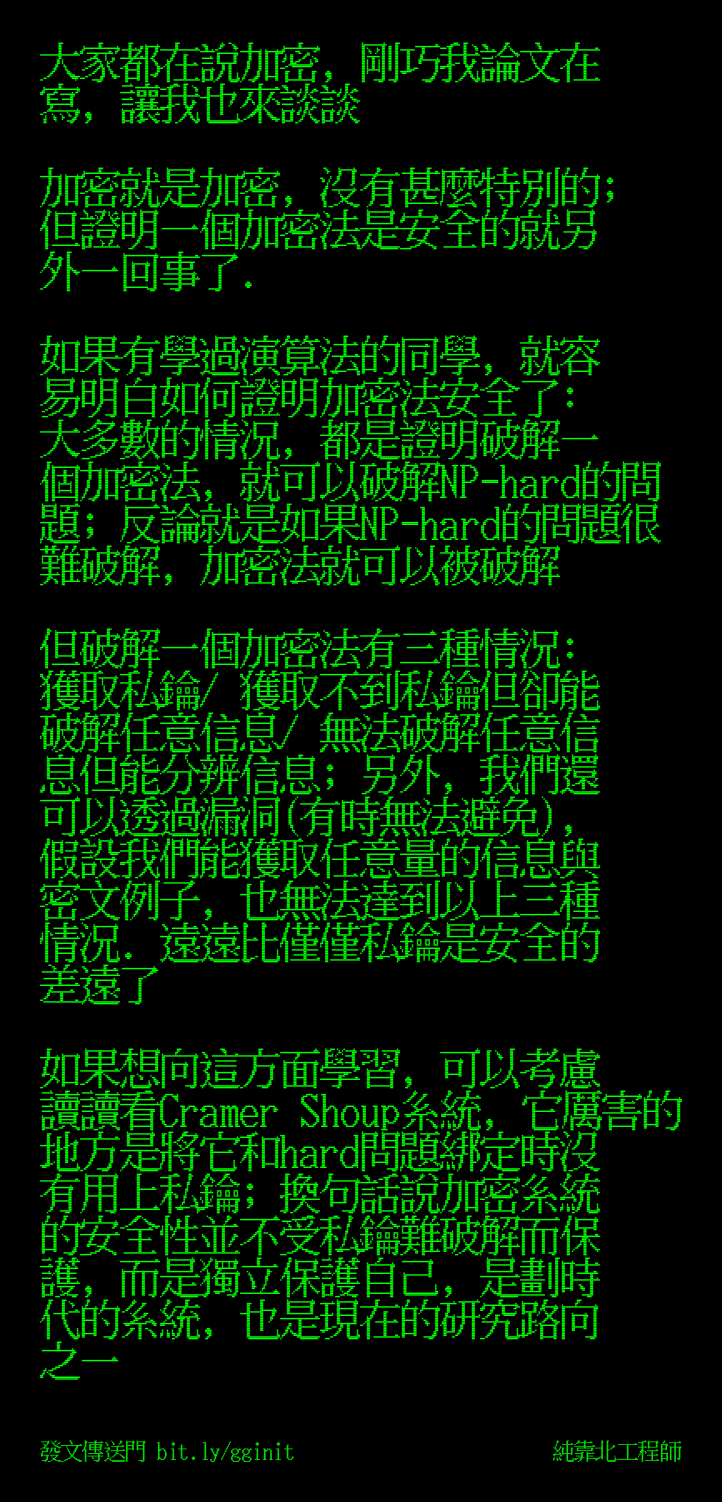 大家都在說加密, 剛巧我論文在
寫, 讓我也來談談
加密就是加密, 沒有甚麼特別的;
但證明一個加密法是安全的就另
外一回事了.
如果有學過演算法的同學, 就容
易明白如何證明加密法安全了:
大多數的情況, 都是證明破解一
個加密法, 就可以破解NP-hard的問
題; 反論就是如果NP-hard的問題很
難破解, 加密法就可以被破解
但破解一個加密法有三種情況:
獲取私鑰/ 獲取不到私鑰但卻能
破解任意信息/ 無法破解任意信
息但能分辨信息; 另外, 我們還
可以透過漏洞(有時無法避免),
假設我們能獲取任意量的信息與
密文例子, 也無法達到以上三種
情況. 遠遠比僅僅私鑰是安全的
差遠了
如果想向這方面學習, 可以考慮
讀讀看Cramer Shoup系統, 它厲害的
地方是將它和hard問題綁定時沒
有用上私鑰; 換句話說加密系統
的安全性並不受私鑰難破解而保
護, 而是獨立保護自己, 是劃時
代的系統, 也是現在的研究路向
之一
發文傳送門 bit.ly/gginit
純靠北工程師